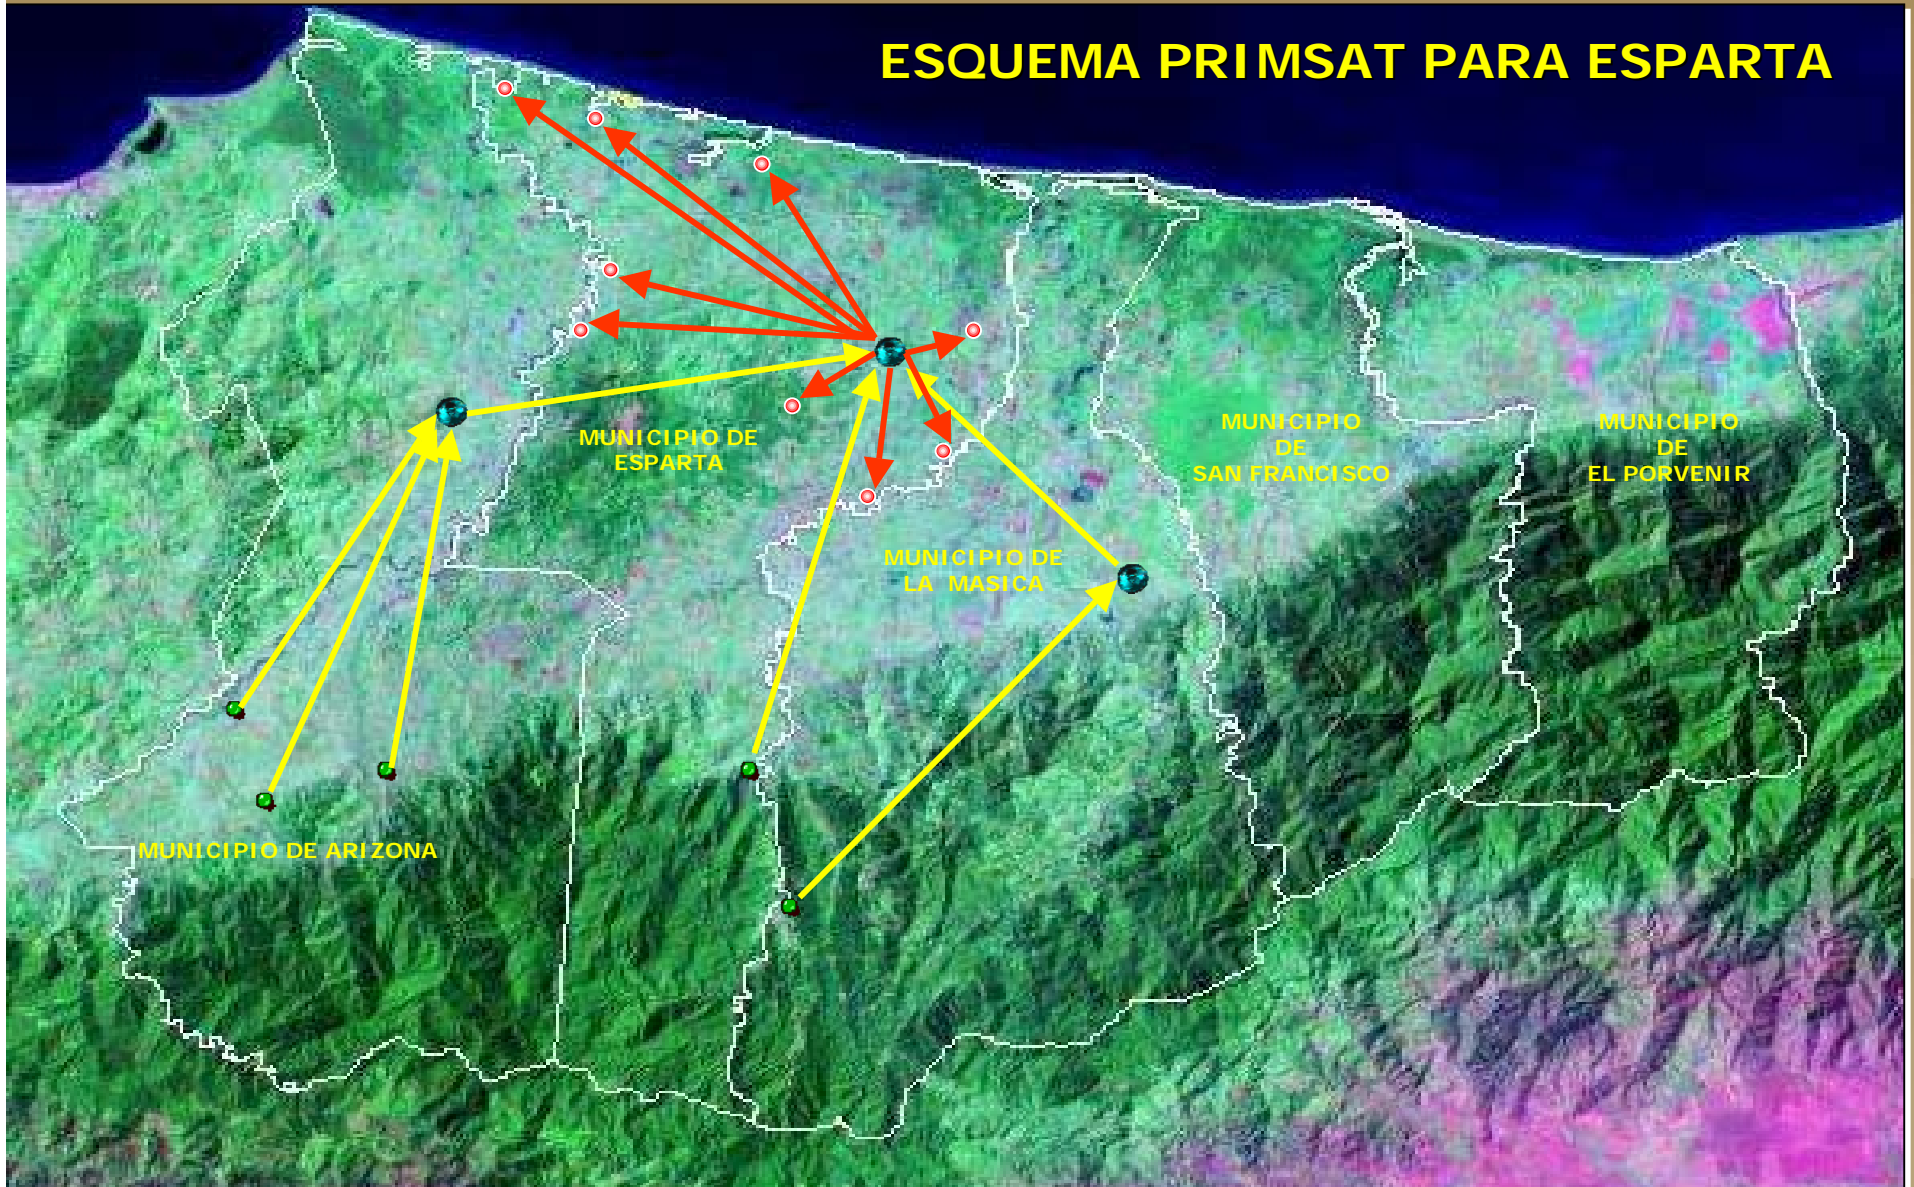 ESQUEMA PRIMSAT PARA ESPARTA
MUNICIPIO DE
ESPARTA
MUNICIPIO
DE
SAN FRANCISCO
MUNICIPIO
DE
EL PORVENIR
MUNICIPIO DE
LA MASICA
MUNICIPIO DE ARIZONA